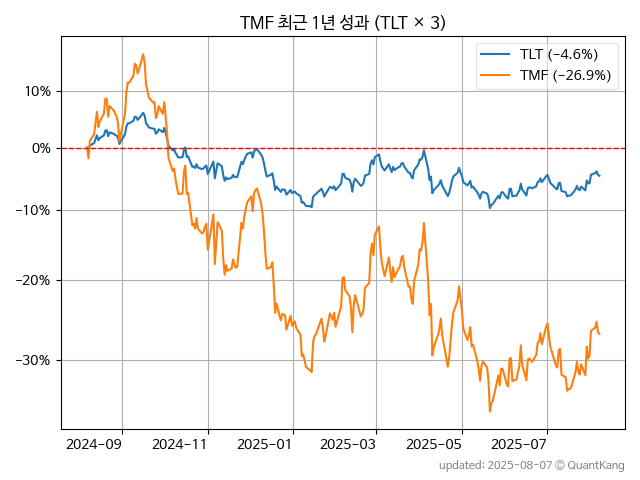 TMF 최근 1년 성과 (TLT × 3)
TLT (−4.6%)
TMF (−26.9%)
10%
0%
−10%
−20%
−30%
2024-09
2024-11
2025-01
2025-03
2025-05
2025-07
updated: 2025-08-07 © QuantKang